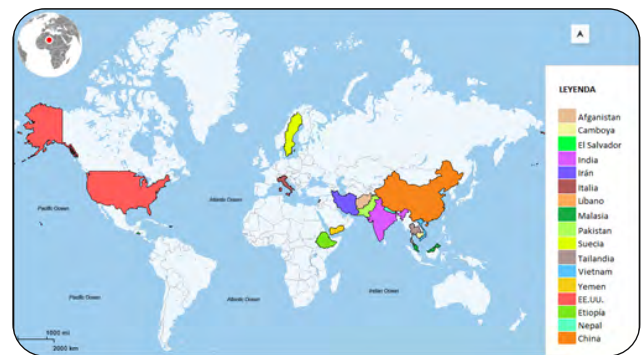 LEYENDA
Afganistan
Camboya
El Salvador
India
Irán
Italia
Líbano
Malasia
Pakistan
Suecia
Tailandia
Vietnam
Yemen
EE.UU.
Etiopía
Nepal
China
Pacific Ocean
Atlantic Ocean
Pacific Ocean
Atlantic Ocean
Indian Ocean
1000 mi
2000 km